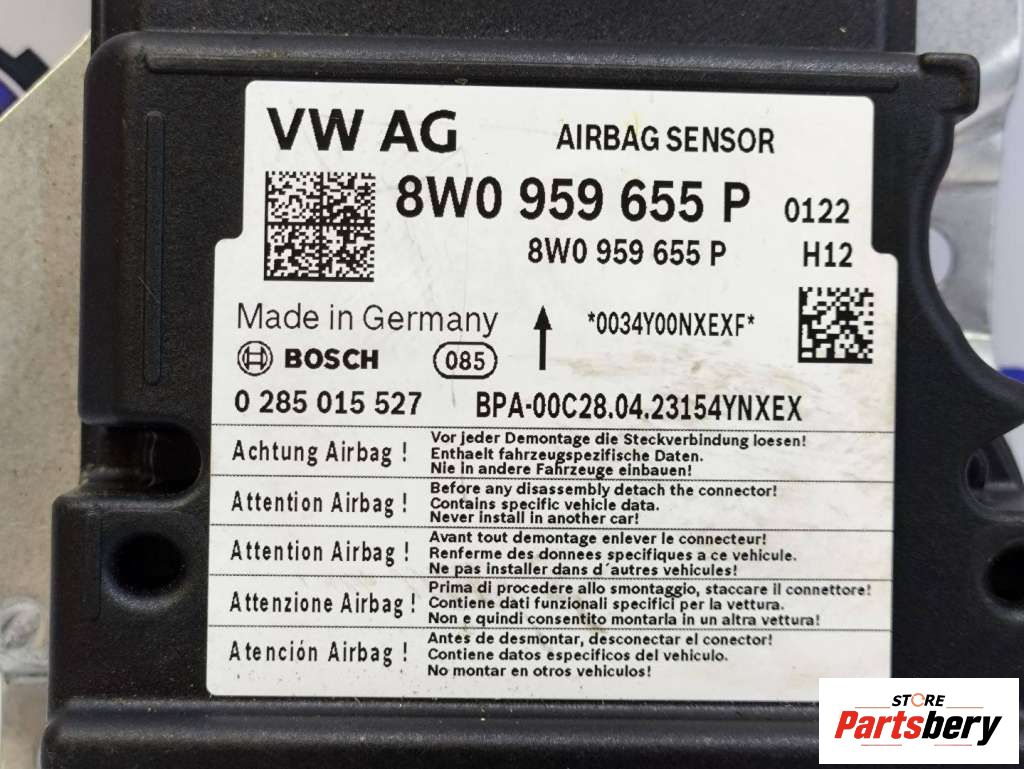 VW AG
AIRBAG SENSOR
8W0 959 655 P 0122
8W0 959 655 P H12
Made in Germany
*0034Y00NXEXF*
BOSCH 085
0 285 015 527 BPA-00C28.04.23154YNXEX
Achtung Airbag !
Vor jeder Demontage die Steckverbindung loesen!
Enthaelt fahrzeugspezifische Daten.
Nie in andere Fahrzeuge einbauen!
Attention Airbag !
Before any disassembly detach the connector!
Contains specific vehicle data.
Never install in another car!
Attention Airbag !
Avant tout demontage enlever le connecteur!
Renferme des donnees specifiques a ce vehicule.
Ne pas installer dans d´autres vehicules!
Attenzione Airbag !
Prima di procedere allo smontaggio, staccare il connettore!
Contiene dati funzionali specifici per la vettura.
Non e quindi consentito montarla in un altra vettura!
Atención Airbag !
Antes de desmontar, desconectar el conector!
Contiene datos especificos del vehiculo.
No montar en otros vehiculos!
STORE
Partsbery